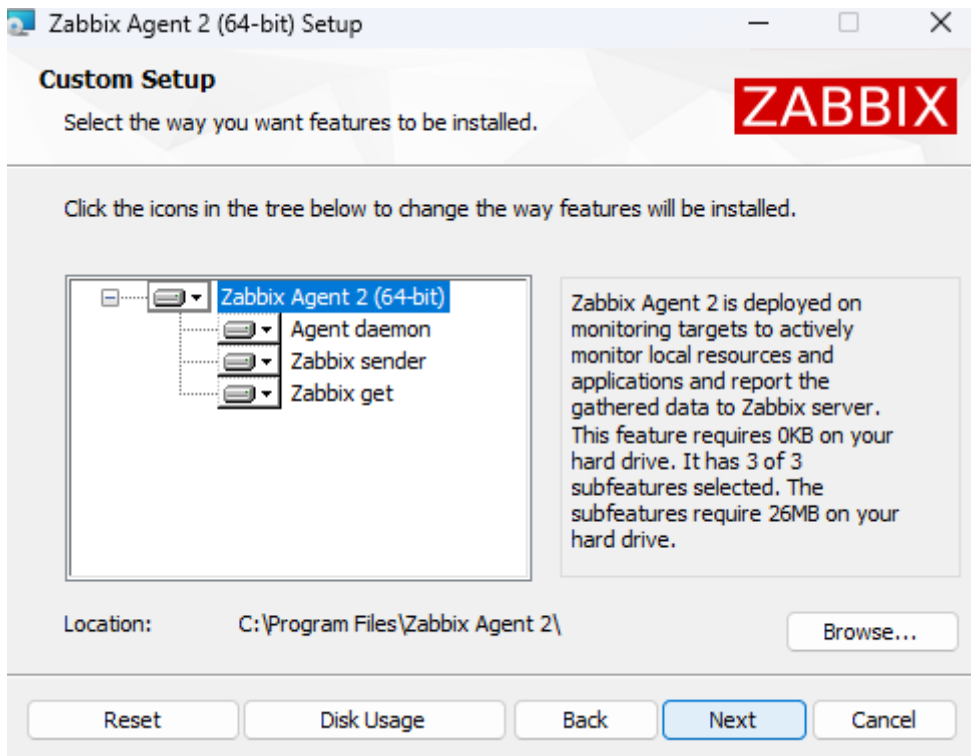 Zabbix Agent 2 (64-bit) Setup
Custom Setup
Select the way you want features to be installed.
ZABBIX
Click the icons in the tree below to change the way features will be installed.
Zabbix Agent 2 (64-bit)
Agent daemon
Zabbix sender
Zabbix get
Zabbix Agent 2 is deployed on
monitoring targets to actively
monitor local resources and
applications and report the
gathered data to Zabbix server.
This feature requires 0KB on your
hard drive. It has 3 of 3
subfeatures selected. The
subfeatures require 26MB on your
hard drive.
Location: C:\Program Files\Zabbix Agent 2\
Browse...
Reset Disk Usage Back Next Cancel